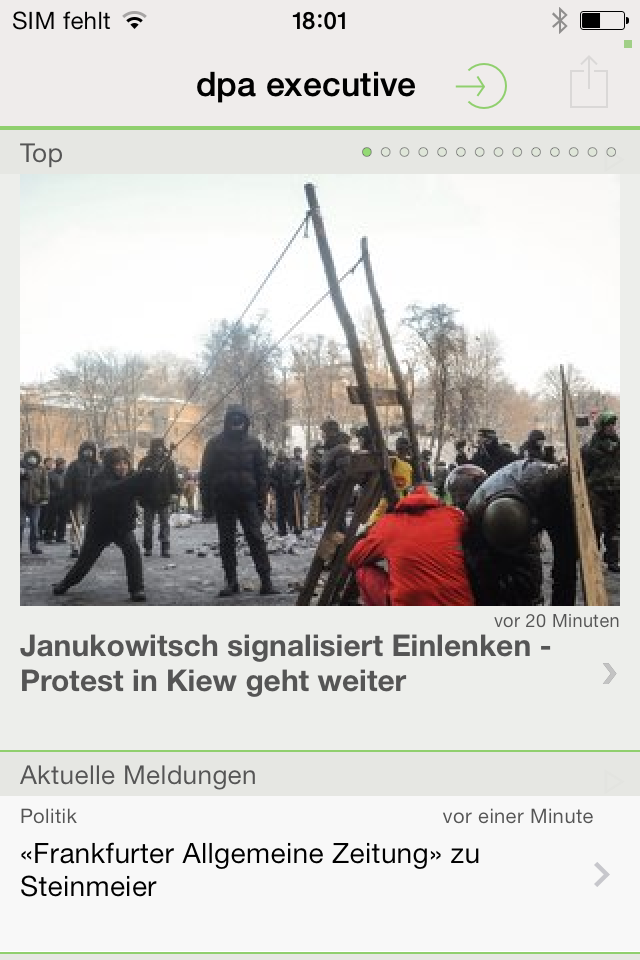 SIM fehlt 18:01
dpa executive
Top
vor 20 Minuten
Janukowitsch signalisiert Einlenken -
Protest in Kiew geht weiter
Aktuelle Meldungen
Politik vor einer Minute
«Frankfurter Allgemeine Zeitung» zu
Steinmeier